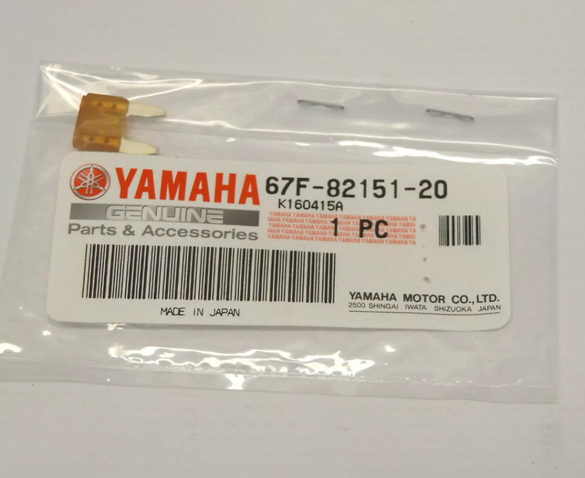 YAMAHA 67F-82151-20
K160415A
GENUINE
Parts & Accessories
1 PC
MADE IN JAPAN
YAMAHA MOTOR CO., LTD.
2500 SHINGAI IWATA SHIZUOKA JAPAN